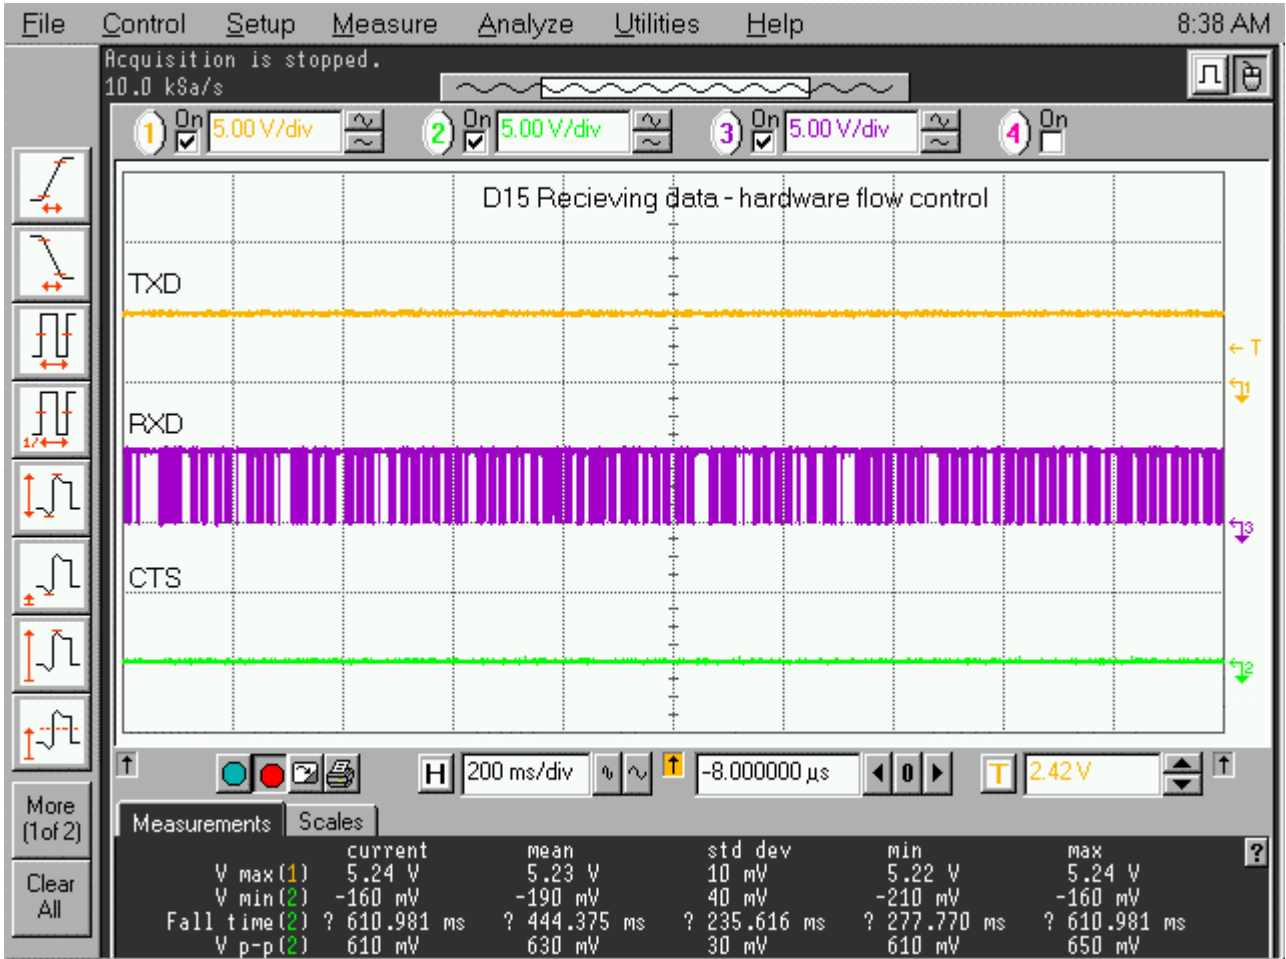 File Control Setup Measure Analyze Utilities Help 8:38 AM
Acquisition is stopped.
10.0 kSa/s
1 On 5.00 V/div 2 On 5.00 V/div 3 On 5.00 V/div 4 On
D15 Recieving data - hardware flow control
TXD
T
1
RXD
3
CTS
2
H 200 ms/div -8.000000 µs 0 T 2.42 V
More
(1of 2)
Clear
All
Measurements Scales
?
current mean std dev min max
V max(1) 5.24 V 5.23 V 10 mV 5.22 V 5.24 V
V min(2) -160 mV -190 mV 40 mV -210 mV -160 mV
Fall time(2) ? 610.981 ms ? 444.375 ms ? 235.616 ms ? 277.770 ms ? 610.981 ms
V p-p(2) 610 mV 630 mV 30 mV 610 mV 650 mV
1/